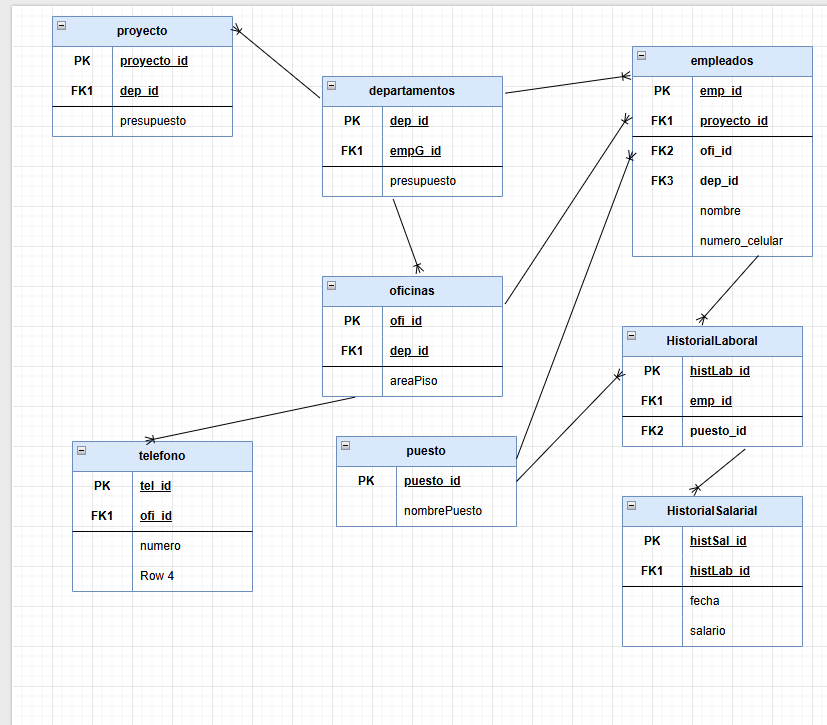 proyecto
PK proyecto_id
FK1 dep_id
presupuesto
departamentos
PK dep_id
FK1 empG_id
presupuesto
empleados
PK emp_id
FK1 proyecto_id
FK2 ofi_id
FK3 dep_id
nombre
numero_celular
oficinas
PK ofi_id
FK1 dep_id
areaPiso
HistorialLaboral
PK histLab_id
FK1 emp_id
FK2 puesto_id
telefono
PK tel_id
FK1 ofi_id
numero
Row 4
puesto
PK puesto_id
nombrePuesto
HistorialSalarial
PK histSal_id
FK1 histLab_id
fecha
salario